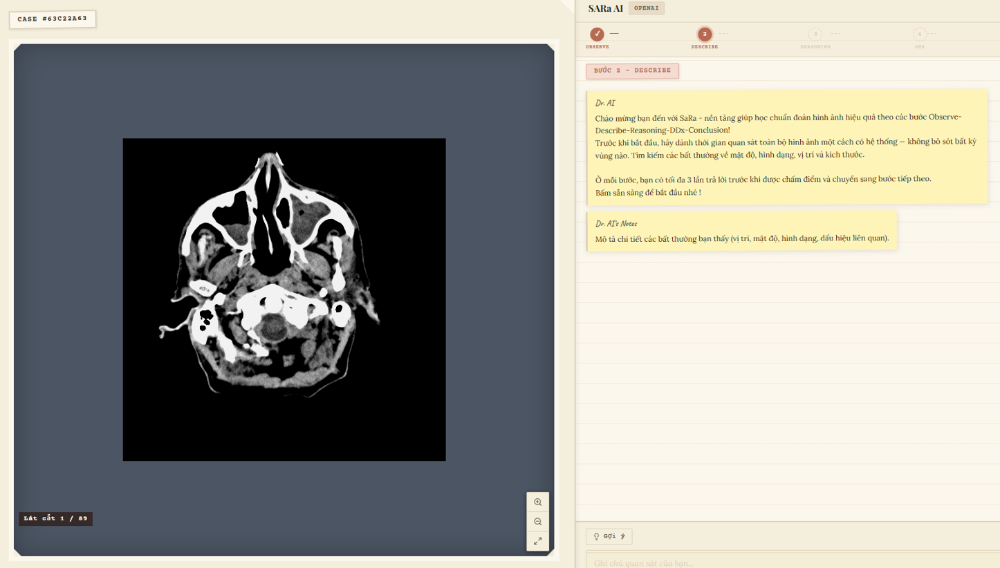 CASE #63C22A63
Lát cắt 1 / 89
SARa AI OPENAI
✓ 2 3 4
OBSERVE DESCRIBE REASONING DDX
BƯỚC 2 - DESCRIBE
Dr. AI
Chào mừng bạn đến với SaRa - nền tảng giúp học chuẩn đoán hình ảnh hiệu quả theo các bước Observe-
Describe-Reasoning-DDx-Conclusion!
Trước khi bắt đầu, hãy dành thời gian quan sát toàn bộ hình ảnh một cách có hệ thống — không bỏ sót bất kỳ
vùng nào. Tìm kiếm các bất thường về mật độ, hình dạng, vị trí và kích thước.
Ở mỗi bước, bạn có tối đa 3 lần trả lời trước khi được chấm điểm và chuyển sang bước tiếp theo.
Bấm sẵn sàng để bắt đầu nhé !
Dr. AI's Notes
Mô tả chi tiết các bất thường bạn thấy (vị trí, mật độ, hình dạng, dấu hiệu liên quan).
Gợi ý
Ghi chú quan sát của bạn...